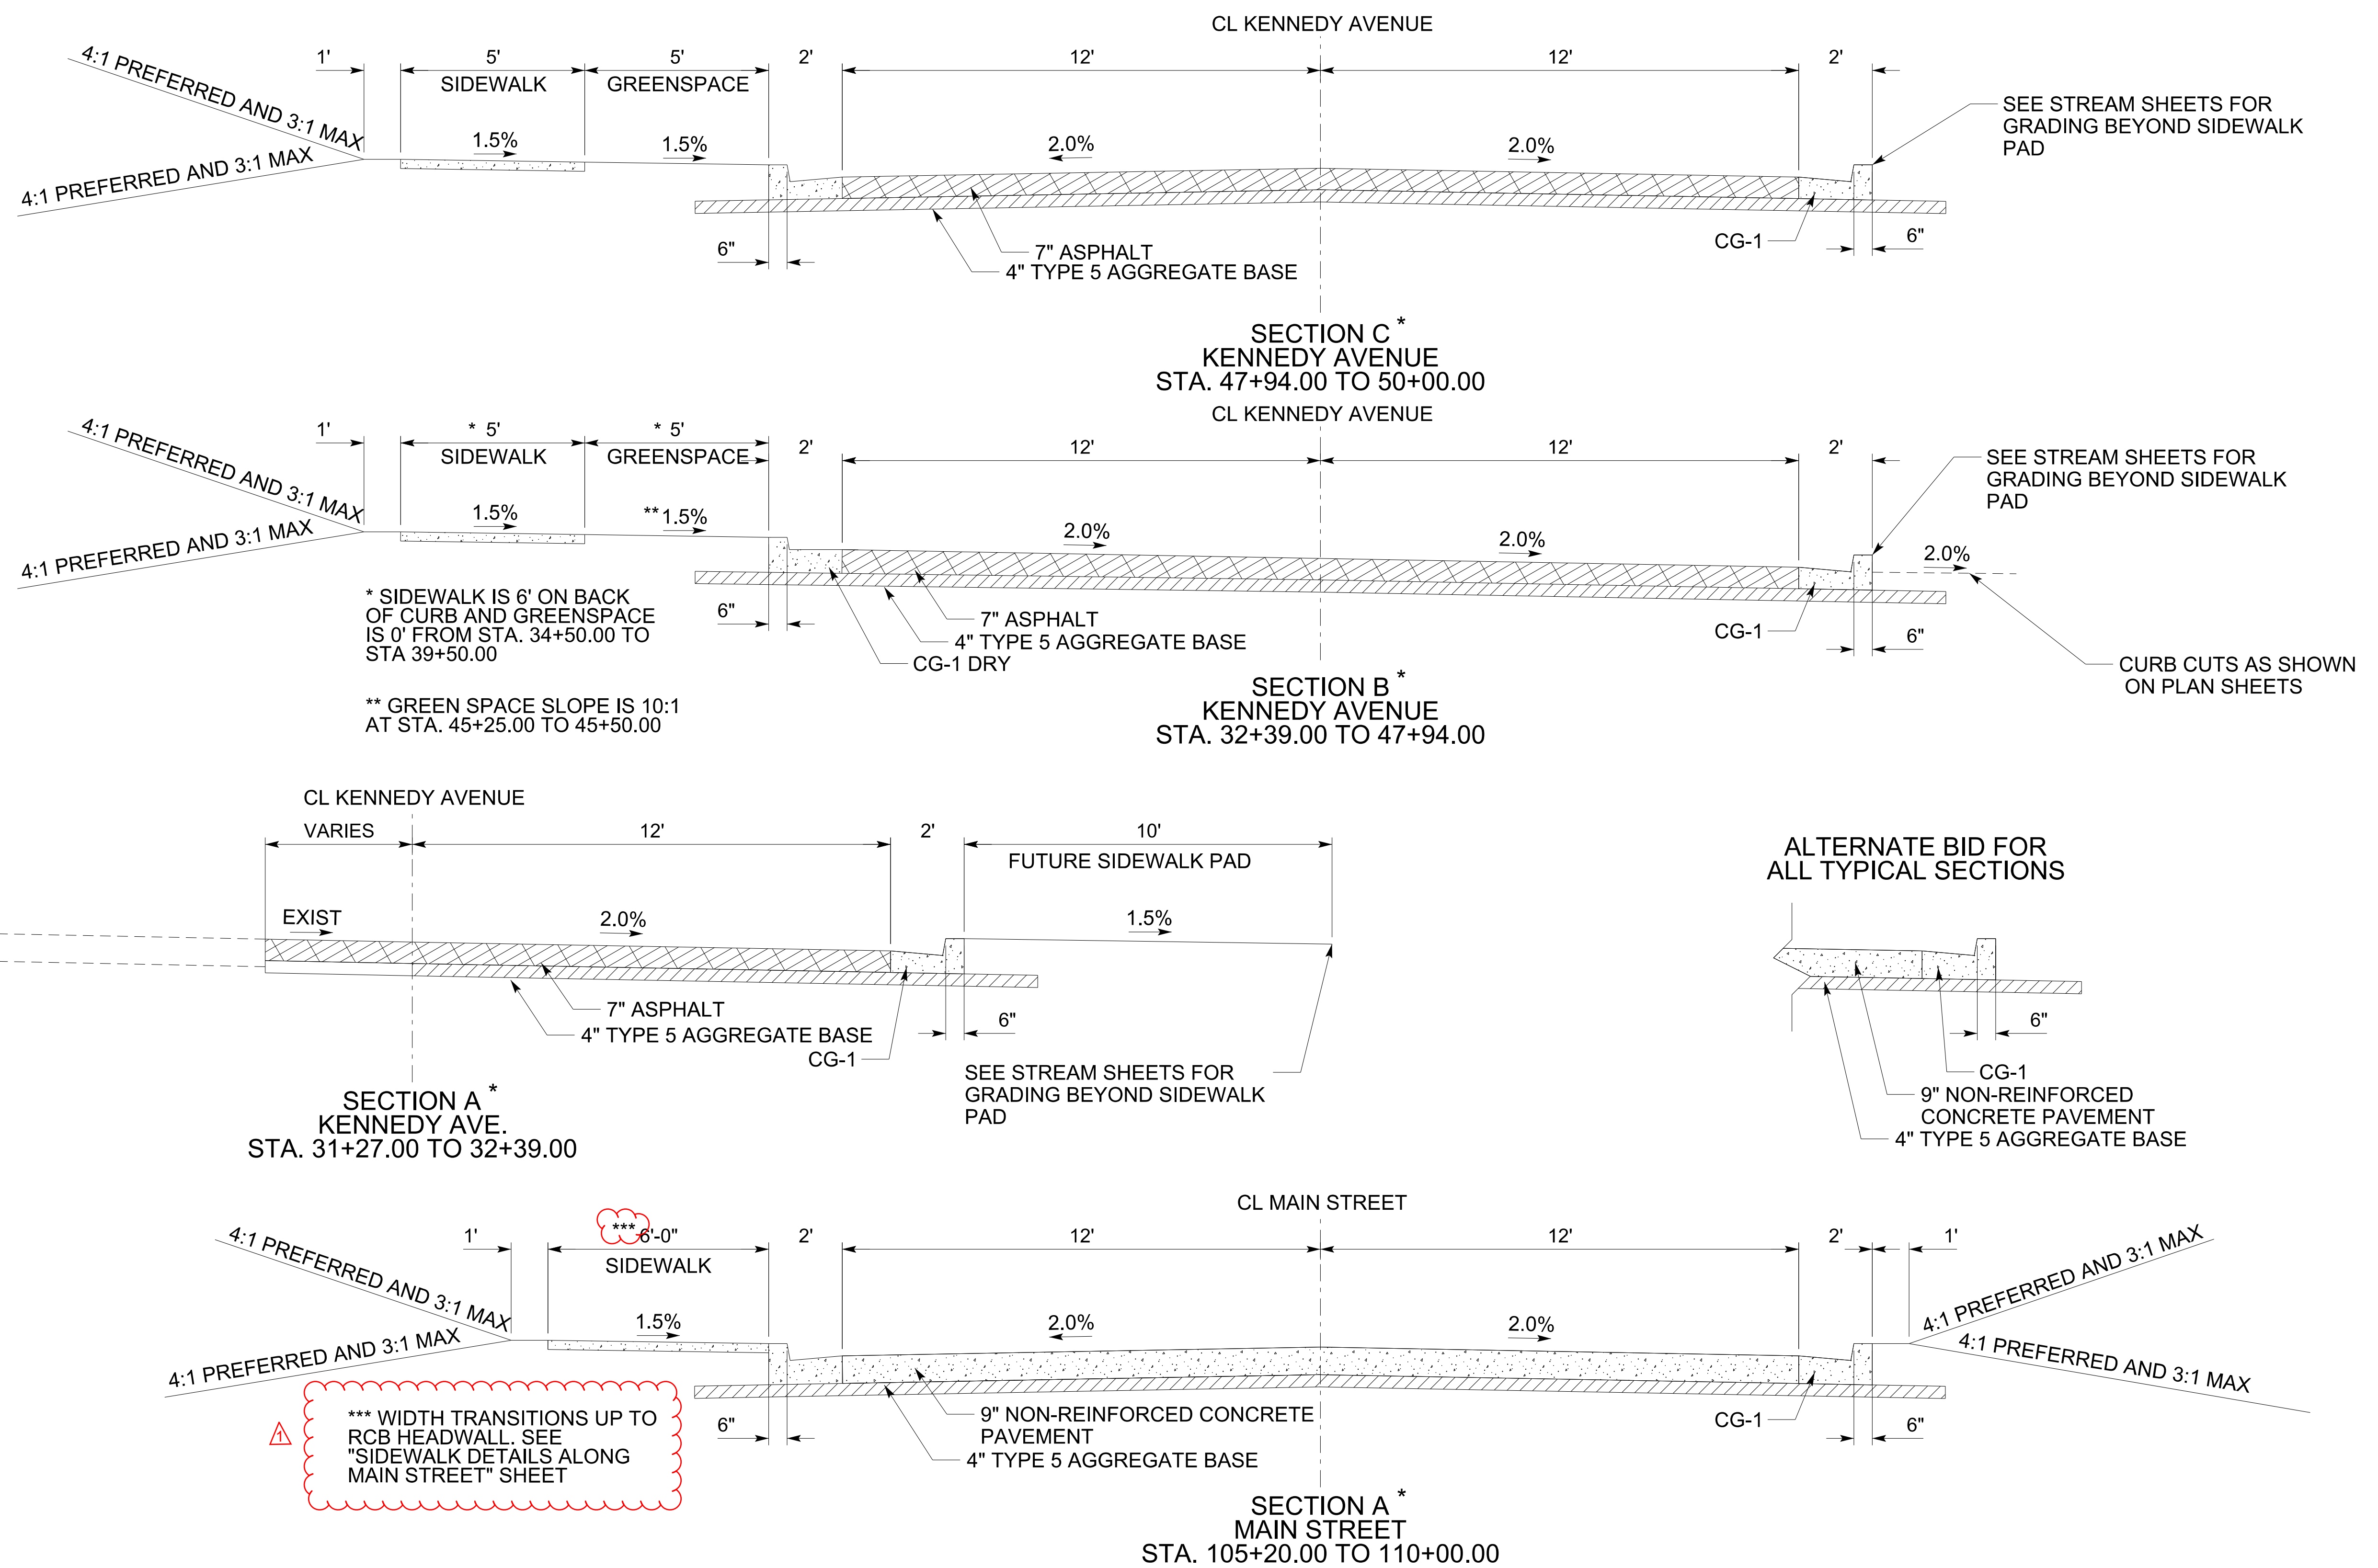 CL KENNEDY AVENUE
4:1 PREFERRED AND 3:1 MAX
4:1 PREFERRED AND 3:1 MAX
1'
5'
SIDEWALK
5'
GREENSPACE
2'
12'
12'
2'
1.5%
1.5%
2.0%
2.0%
SEE STREAM SHEETS FOR
GRADING BEYOND SIDEWALK
PAD
6"
7" ASPHALT
4" TYPE 5 AGGREGATE BASE
CG-1
6"
SECTION C *
KENNEDY AVENUE
STA. 47+94.00 TO 50+00.00
CL KENNEDY AVENUE
4:1 PREFERRED AND 3:1 MAX
4:1 PREFERRED AND 3:1 MAX
1'
* 5'
SIDEWALK
* 5'
GREENSPACE
2'
12'
12'
2'
1.5%
** 1.5%
2.0%
2.0%
2.0%
SEE STREAM SHEETS FOR
GRADING BEYOND SIDEWALK
PAD
* SIDEWALK IS 6' ON BACK
OF CURB AND GREENSPACE
IS 0' FROM STA. 34+50.00 TO
STA 39+50.00
** GREEN SPACE SLOPE IS 10:1
AT STA. 45+25.00 TO 45+50.00
6"
7" ASPHALT
4" TYPE 5 AGGREGATE BASE
CG-1 DRY
CG-1
6"
CURB CUTS AS SHOWN
ON PLAN SHEETS
SECTION B *
KENNEDY AVENUE
STA. 32+39.00 TO 47+94.00
CL KENNEDY AVENUE
VARIES
12'
2'
10'
FUTURE SIDEWALK PAD
EXIST
2.0%
1.5%
7" ASPHALT
4" TYPE 5 AGGREGATE BASE
CG-1
6"
SEE STREAM SHEETS FOR
GRADING BEYOND SIDEWALK
PAD
SECTION A *
KENNEDY AVE.
STA. 31+27.00 TO 32+39.00
ALTERNATE BID FOR
ALL TYPICAL SECTIONS
6"
CG-1
9" NON-REINFORCED
CONCRETE PAVEMENT
4" TYPE 5 AGGREGATE BASE
CL MAIN STREET
4:1 PREFERRED AND 3:1 MAX
4:1 PREFERRED AND 3:1 MAX
1'
*** 6'-0"
SIDEWALK
2'
12'
12'
2'
1'
1.5%
2.0%
2.0%
4:1 PREFERRED AND 3:1 MAX
4:1 PREFERRED AND 3:1 MAX
1
*** WIDTH TRANSITIONS UP TO
RCB HEADWALL. SEE
"SIDEWALK DETAILS ALONG
MAIN STREET" SHEET
6"
9" NON-REINFORCED CONCRETE
PAVEMENT
4" TYPE 5 AGGREGATE BASE
CG-1
6"
SECTION A *
MAIN STREET
STA. 105+20.00 TO 110+00.00